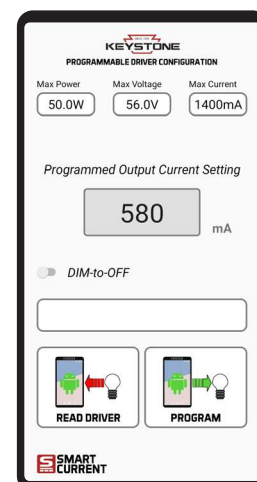 KEYSTONE
PROGRAMMABLE DRIVER CONFIGURATION
Max Power Max Voltage Max Current
50.0W 56.0V 1400mA
Programmed Output Current Setting
580 mA
DIM-to-OFF
READ DRIVER PROGRAM
SMART
CURRENT